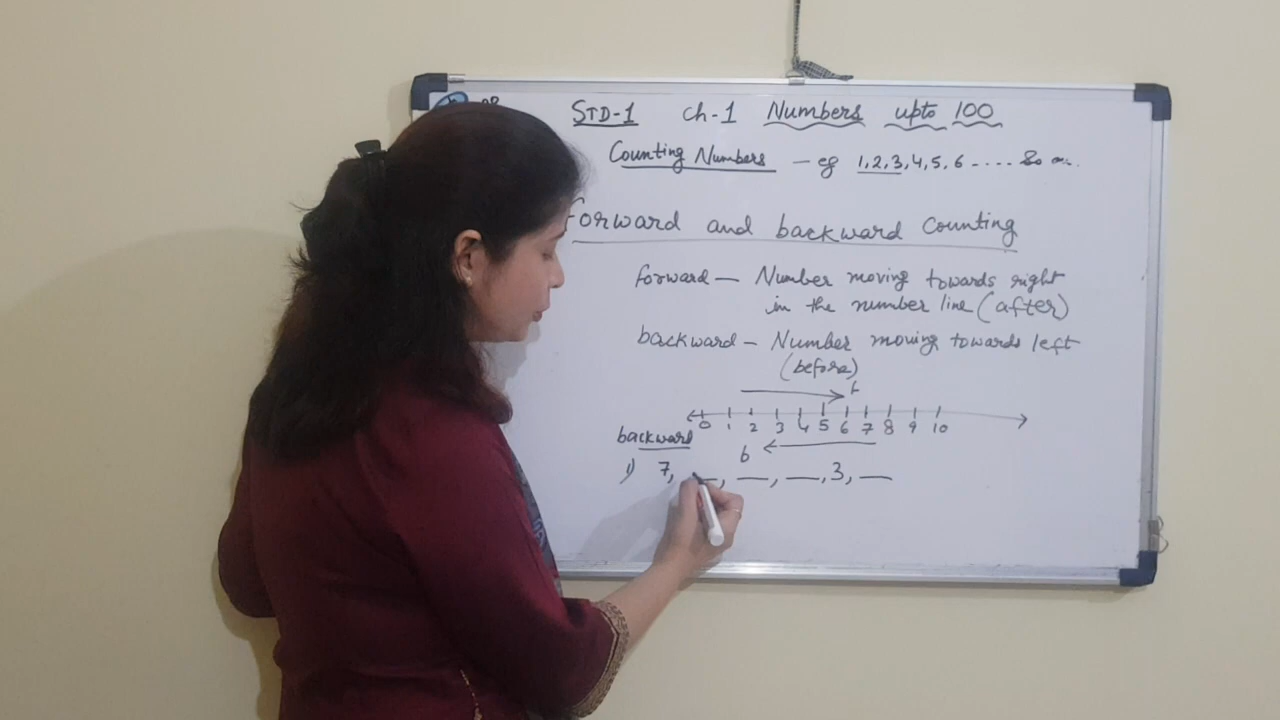 STD-1 ch-1 Numbers upto 100
Counting Numbers - eg 1,2,3,4,5,6 ---- So on..
Forward and backward Counting
forward - Number moving towards right
in the number line (after)
backward - Number moving towards left
(before)
f
0 1 2 3 4 5 6 7 8 9 10
b
backward
1) 7, __, __, __, 3, __